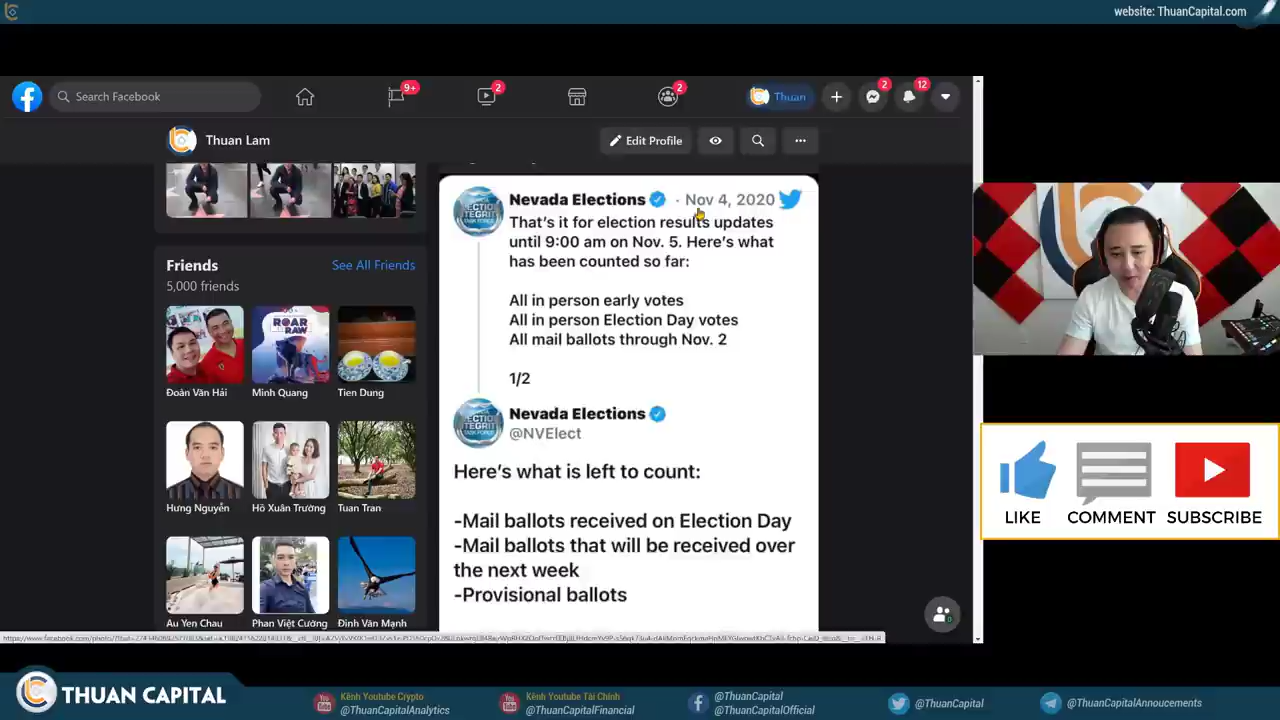 website: ThuanCapital.com
Search Facebook
9+
2
2
Thuan
2
12
Thuan Lam
Edit Profile
Friends
See All Friends
5,000 friends
Đoàn Văn Hải
Minh Quang
Tien Dung
Hưng Nguyễn
Hồ Xuân Trường
Tuan Tran
Au Yen Chau
Phan Việt Cường
Đinh Văn Mạnh
ROAR
RAW
Nevada Elections · Nov 4, 2020
That's it for election results updates
until 9:00 am on Nov. 5. Here's what
has been counted so far:
All in person early votes
All in person Election Day votes
All mail ballots through Nov. 2
1/2
Nevada Elections
@NVElect
Here's what is left to count:
-Mail ballots received on Election Day
-Mail ballots that will be received over
the next week
-Provisional ballots
LIKE
COMMENT
SUBSCRIBE
THUAN CAPITAL
Kênh Youtube Crypto
@ThuanCapitalAnalytics
Kênh Youtube Tài Chính
@ThuanCapitalFinancial
@ThuanCapital
@ThuanCapitalOfficial
@ThuanCapital
@ThuanCapitalAnnoucements